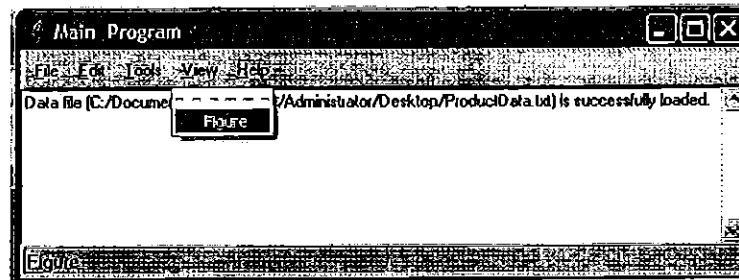 Main Program
File Edit Tools View Help
Data file (C:/Docume /Administrator/Desktop/ProductData.txt) is successfully loaded.
Figure
Figure